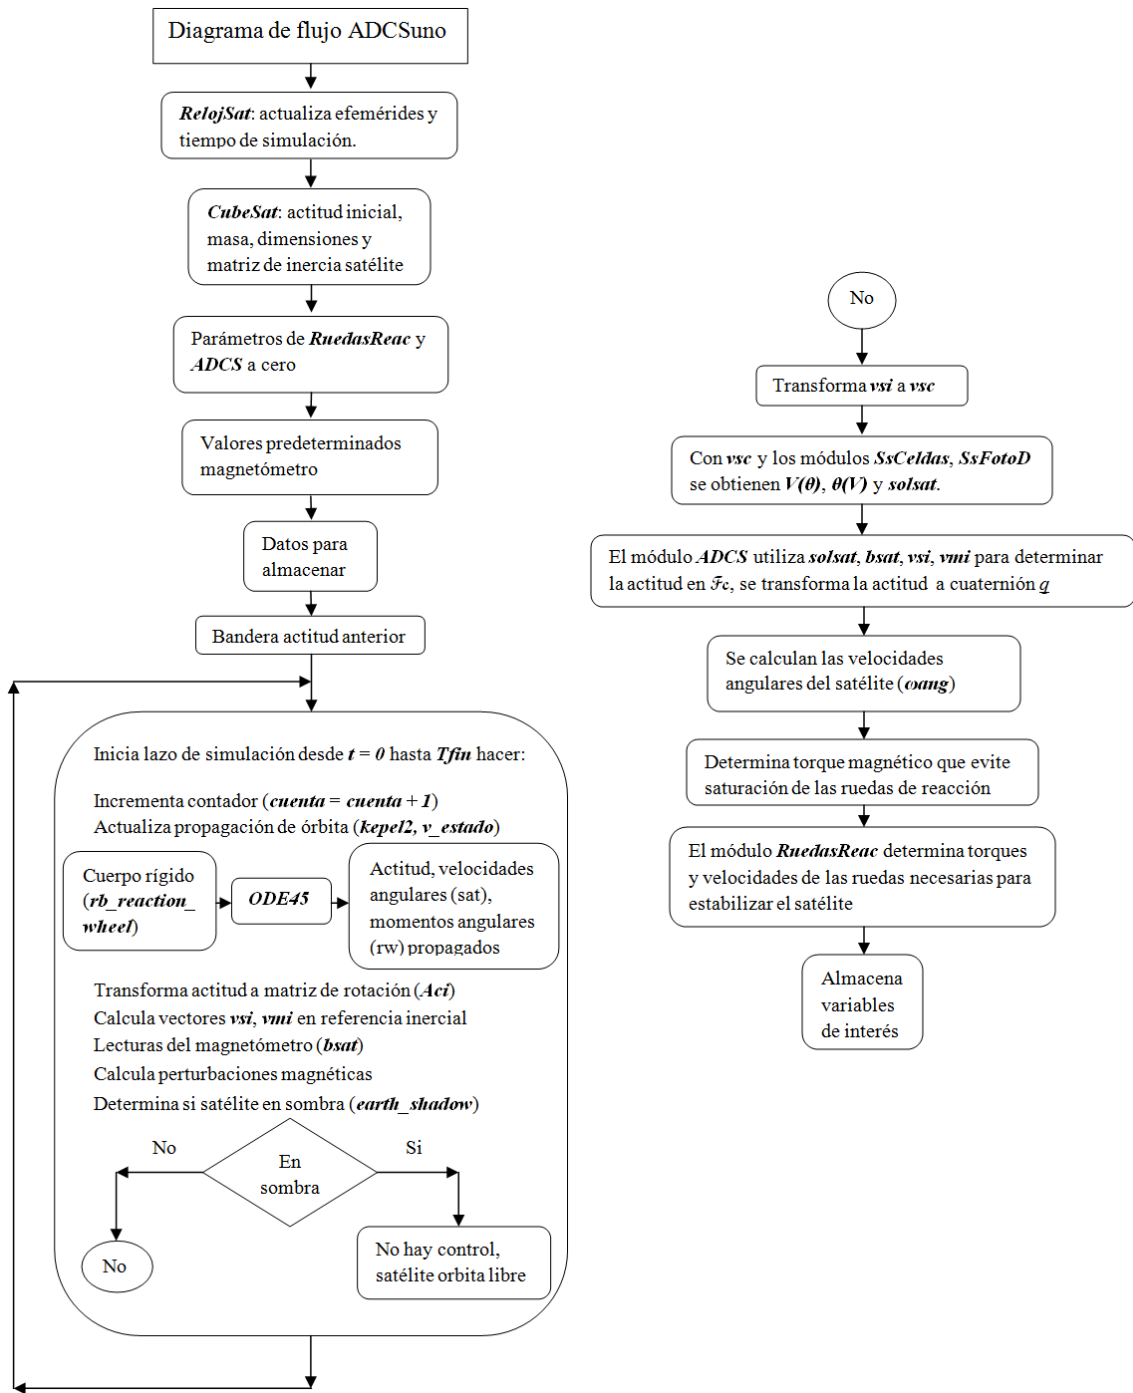 Diagrama de flujo ADCSuno
RelojSat: actualiza efemérides y
tiempo de simulación.
CubeSat: actitud inicial,
masa, dimensiones y
matriz de inercia satélite
Parámetros de RuedasReac y
ADCS a cero
Valores predeterminados
magnetómetro
Datos para
almacenar
Bandera actitud anterior
Inicia lazo de simulación desde t = 0 hasta Tfin hacer:
Incrementa contador (cuenta = cuenta + 1)
Actualiza propagación de órbita (kepel2, v_estado)
Cuerpo rígido
(rb_reaction_
wheel)
ODE45
Actitud, velocidades
angulares (sat),
momentos angulares
(rw) propagados
Transforma actitud a matriz de rotación (Aci)
Calcula vectores vsi, vmi en referencia inercial
Lecturas del magnetómetro (bsat)
Calcula perturbaciones magnéticas
Determina si satélite en sombra (earth_shadow)
No
Si
En
sombra
No
No hay control,
satélite orbita libre
No
Transforma vsi a vsc
Con vsc y los módulos SsCeldas, SsFotoD
se obtienen V(θ), θ(V) y solsat.
El módulo ADCS utiliza solsat, bsat, vsi, vmi para determinar
la actitud en ℱc, se transforma la actitud a cuaternión q
Se calculan las velocidades
angulares del satélite (ωang)
Determina torque magnético que evite
saturación de las ruedas de reacción
El módulo RuedasReac determina torques
y velocidades de las ruedas necesarias para
estabilizar el satélite
Almacena
variables
de interés